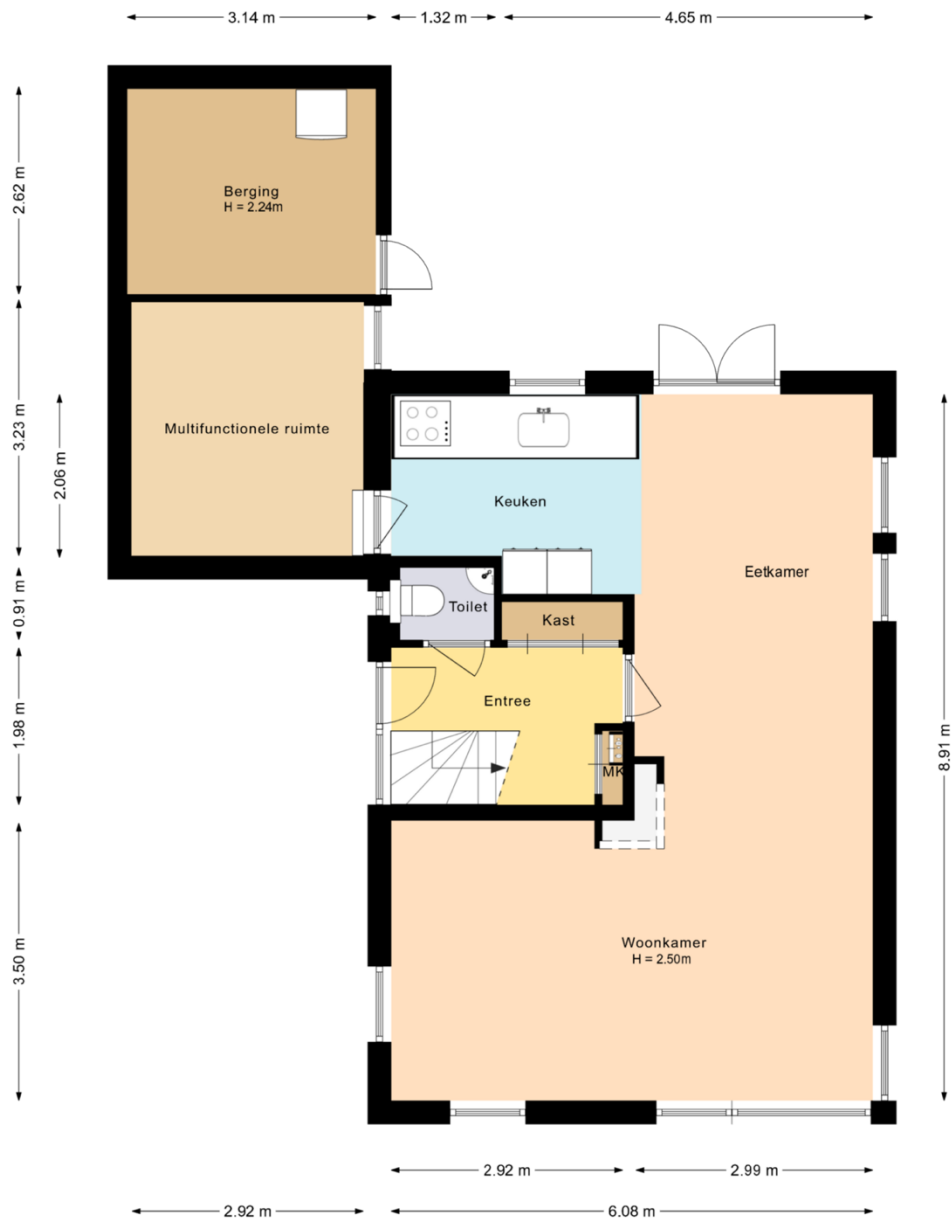 3.14 m
1.32 m
4.65 m
2.62 m
Berging
H = 2.24m
3.23 m
2.06 m
Multifunctionele ruimte
Keuken
Eetkamer
0.91 m
Toilet
Kast
1.98 m
Entree
MK
8.91 m
3.50 m
Woonkamer
H = 2.50m
2.92 m
2.99 m
2.92 m
6.08 m